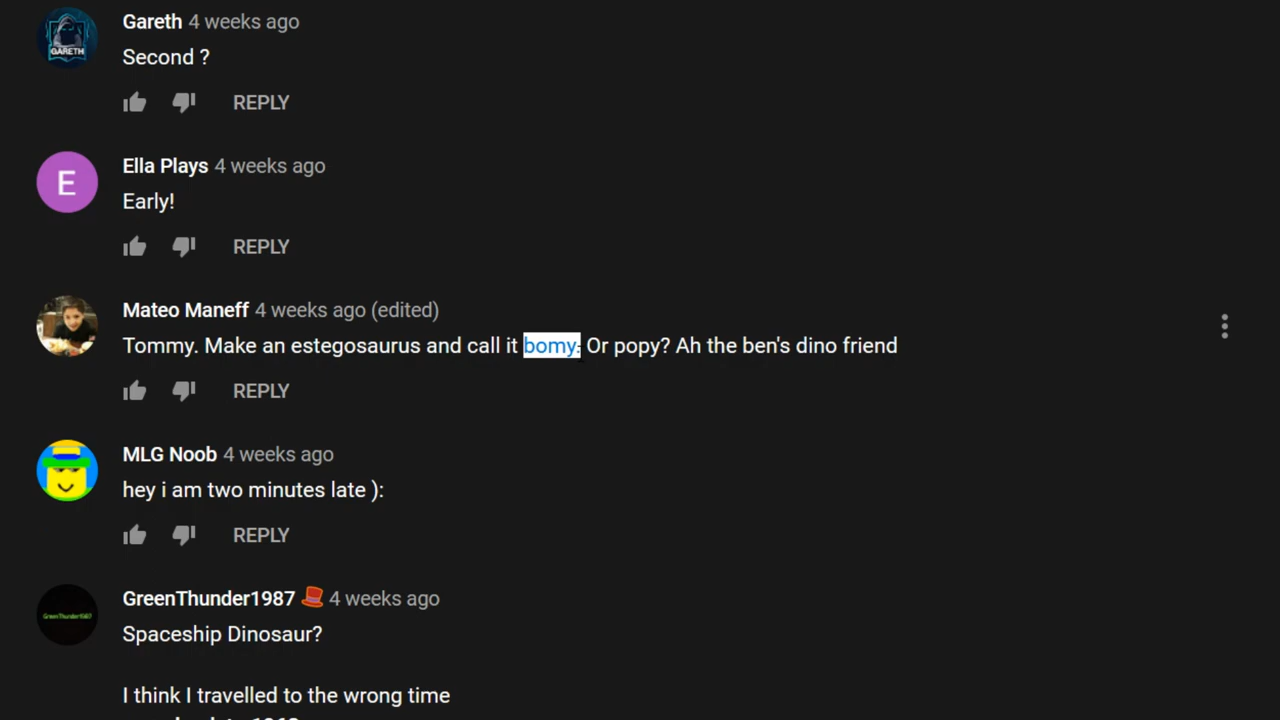 Gareth 4 weeks ago
Second ?
GARETH
REPLY
Ella Plays 4 weeks ago
E
Early!
REPLY
Mateo Maneff 4 weeks ago (edited)
Tommy. Make an estegosaurus and call it bomy. Or popy? Ah the ben's dino friend
REPLY
MLG Noob 4 weeks ago
hey i am two minutes late ):
REPLY
GreenThunder1987 4 weeks ago
GreenThunder1987
Spaceship Dinosaur?
I think I travelled to the wrong time